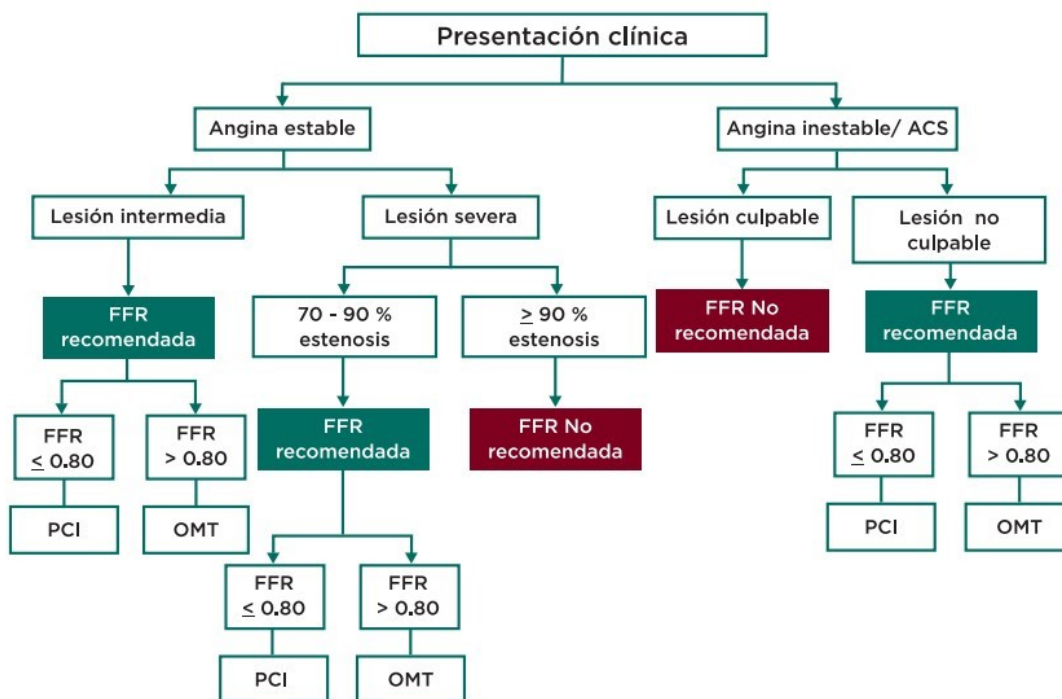 Presentación clínica
Angina estable
Angina inestable/ ACS
Lesión intermedia
Lesión severa
Lesión culpable
Lesión no
culpable
FFR
recomendada
70 - 90 %
estenosis
≥ 90 %
estenosis
FFR No
recomendada
FFR
recomendada
FFR
≤ 0.80
FFR
> 0.80
FFR
recomendada
FFR No
recomendada
FFR
≤ 0.80
FFR
> 0.80
PCI
OMT
PCI
OMT
FFR
≤ 0.80
FFR
> 0.80
PCI
OMT